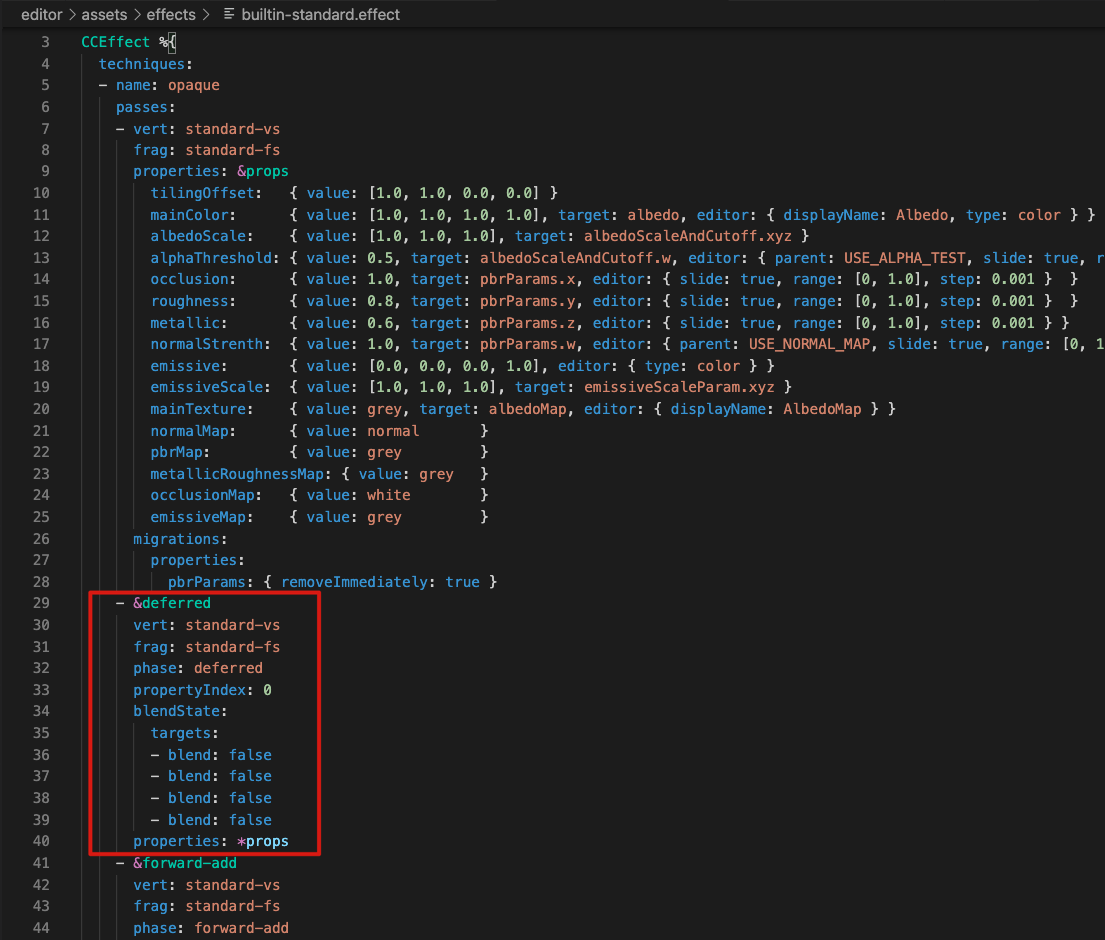 editor > assets > effects > builtin-standard.effect
3 CCEffect %{
4 techniques:
5 - name: opaque
6 passes:
7 - vert: standard-vs
8 frag: standard-fs
9 properties: &props
10 tilingOffset: { value: [1.0, 1.0, 0.0, 0.0] }
11 mainColor: { value: [1.0, 1.0, 1.0, 1.0], target: albedo, editor: { displayName: Albedo, type: color } }
12 albedoScale: { value: [1.0, 1.0, 1.0], target: albedoScaleAndCutoff.xyz }
13 alphaThreshold: { value: 0.5, target: albedoScaleAndCutoff.w, editor: { parent: USE_ALPHA_TEST, slide: true, r
14 occlusion: { value: 1.0, target: pbrParams.x, editor: { slide: true, range: [0, 1.0], step: 0.001 } }
15 roughness: { value: 0.8, target: pbrParams.y, editor: { slide: true, range: [0, 1.0], step: 0.001 } }
16 metallic: { value: 0.6, target: pbrParams.z, editor: { slide: true, range: [0, 1.0], step: 0.001 } }
17 normalStrenth: { value: 1.0, target: pbrParams.w, editor: { parent: USE_NORMAL_MAP, slide: true, range: [0, 1
18 emissive: { value: [0.0, 0.0, 0.0, 1.0], editor: { type: color } }
19 emissiveScale: { value: [1.0, 1.0, 1.0], target: emissiveScaleParam.xyz }
20 mainTexture: { value: grey, target: albedoMap, editor: { displayName: AlbedoMap } }
21 normalMap: { value: normal }
22 pbrMap: { value: grey }
23 metallicRoughnessMap: { value: grey }
24 occlusionMap: { value: white }
25 emissiveMap: { value: grey }
26 migrations:
27 properties:
28 pbrParams: { removeImmediately: true }
29 - &deferred
30 vert: standard-vs
31 frag: standard-fs
32 phase: deferred
33 propertyIndex: 0
34 blendState:
35 targets:
36 - blend: false
37 - blend: false
38 - blend: false
39 - blend: false
40 properties: *props
41 - &forward-add
42 vert: standard-vs
43 frag: standard-fs
44 phase: forward-add